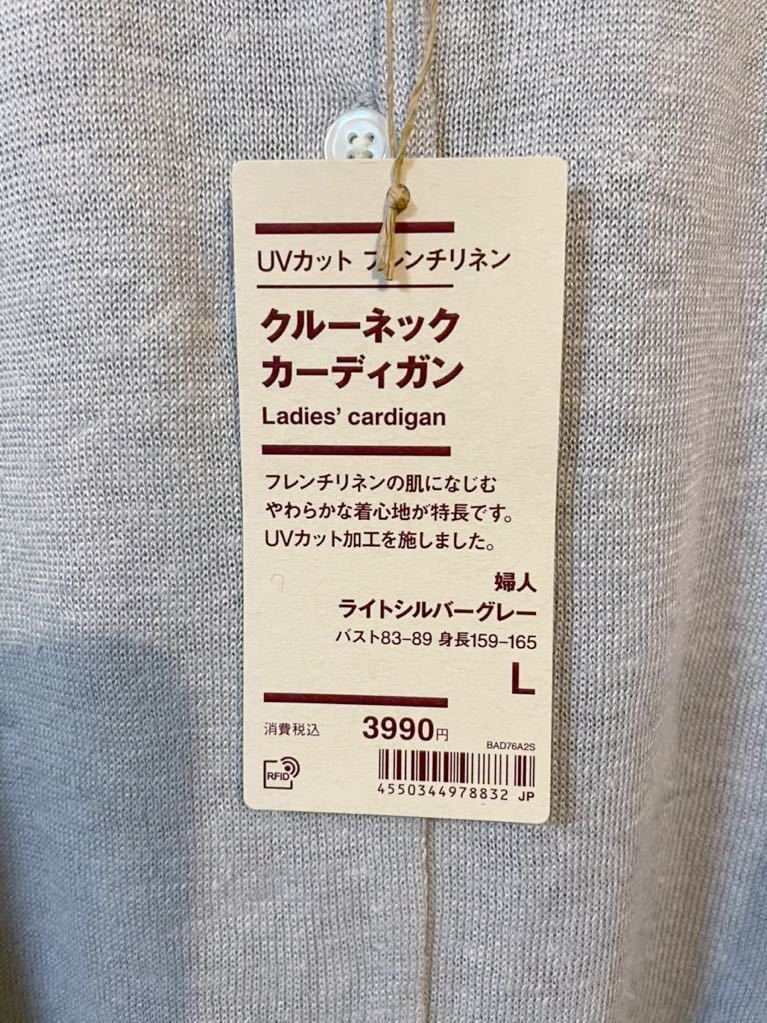 UVカット フレンチリネン
クルーネック
カーディガン
Ladies' cardigan
フレンチリネンの肌になじむ
やわらかな着心地が特長です。
UVカット加工を施しました。
婦人
ライトシルバーグレー
バスト83-89 身長159-165
L
消費税込 3990円
BAD76A2S
RFID
4550344978832 JP